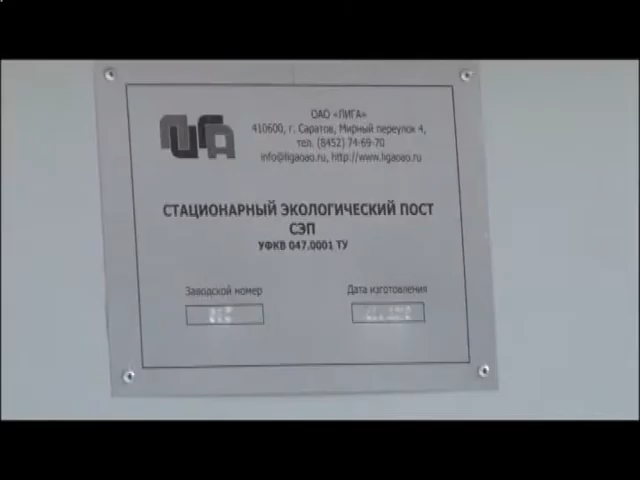 ЛИГА
ОАО «ЛИГА»
410600, г. Саратов, Мирный переулок 4,
тел. (8452) 74-69-70
info@ligaoao.ru, http://www.ligaoao.ru
СТАЦИОНАРНЫЙ ЭКОЛОГИЧЕСКИЙ ПОСТ
СЭП
УФКВ 047.0001 ТУ
Заводской номер
Дата изготовления